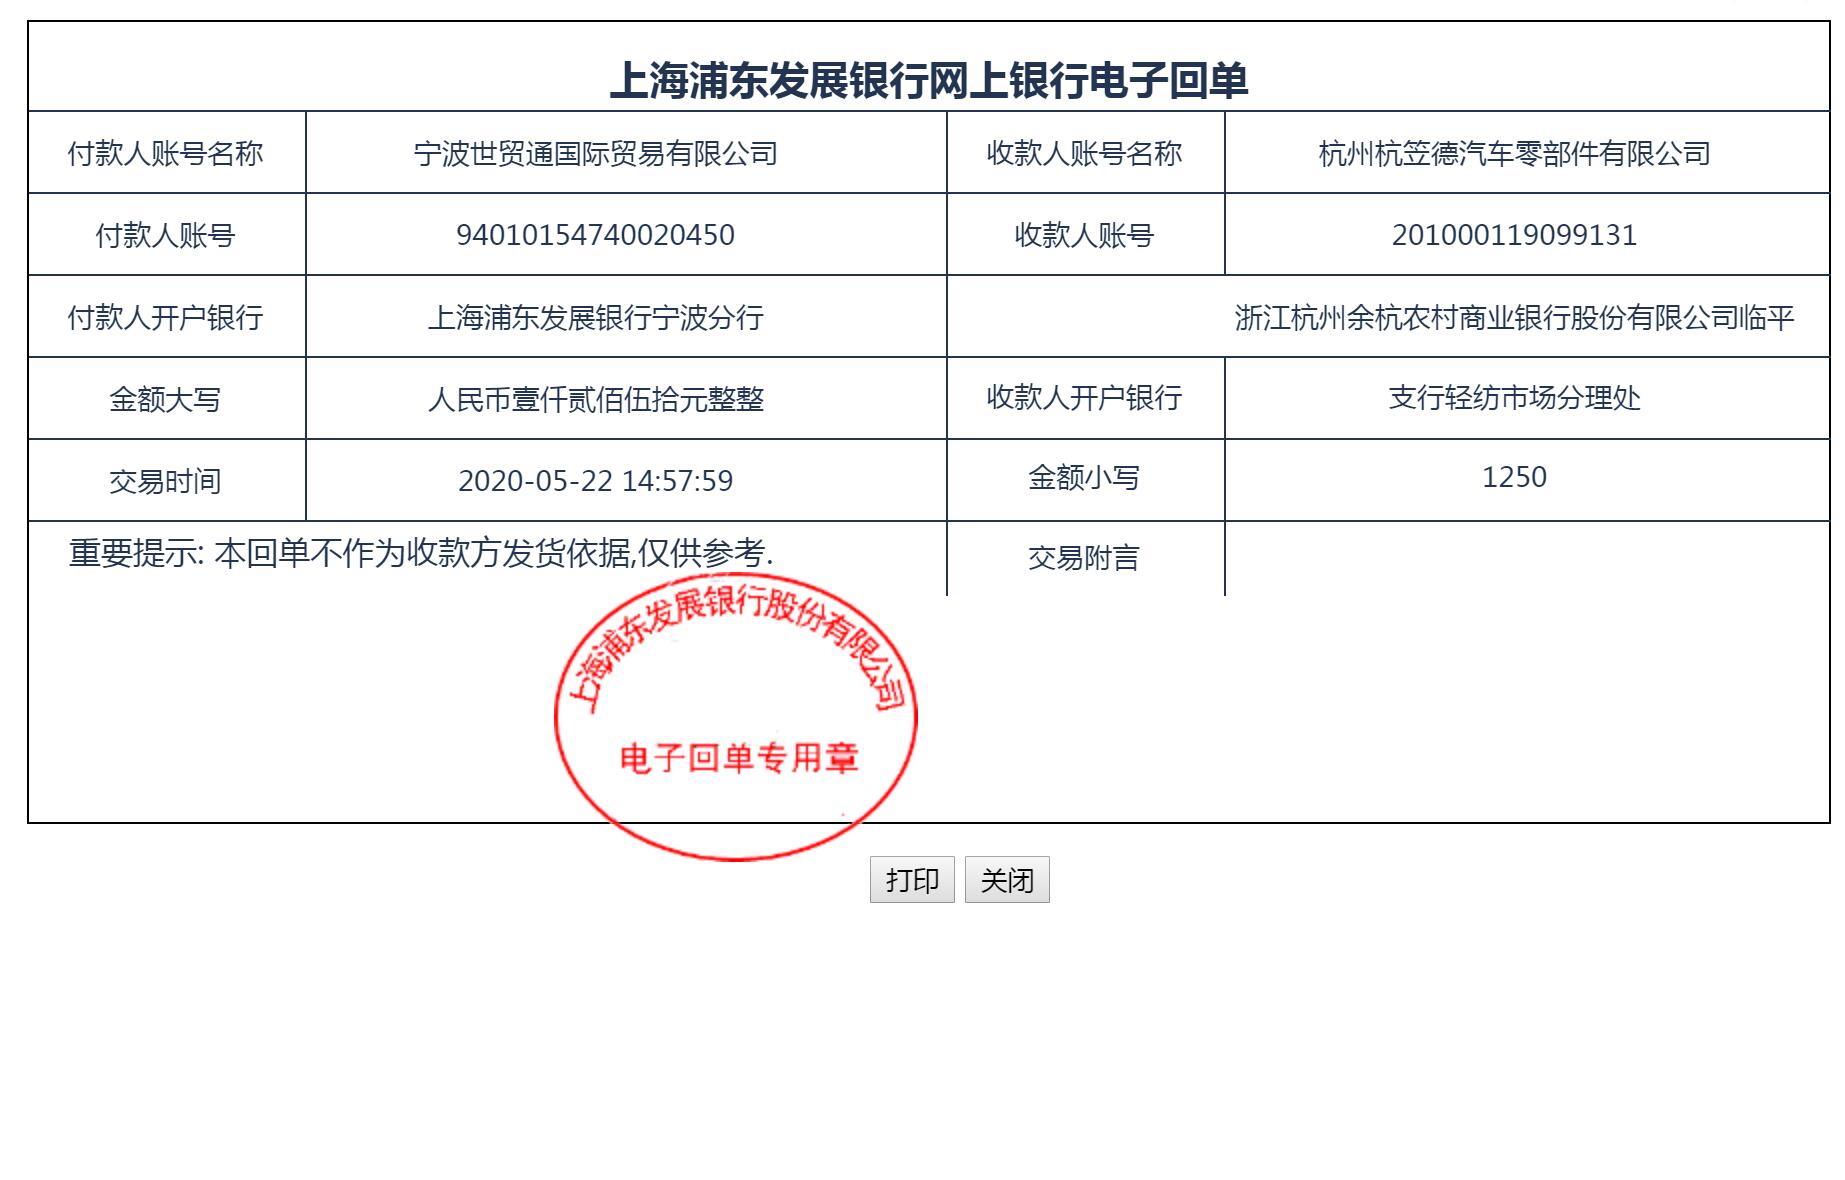 上海浦东发展银行网上银行电子回单
付款人账号名称 宁波世贸通国际贸易有限公司 收款人账号名称 杭州杭笠德汽车零部件有限公司
付款人账号 94010154740020450 收款人账号 201000119099131
付款人开户银行 上海浦东发展银行宁波分行 浙江杭州余杭农村商业银行股份有限公司临平
金额大写 人民币壹仟贰佰伍拾元整整 收款人开户银行 支行轻纺市场分理处
交易时间 2020-05-22 14:57:59 金额小写 1250
重要提示: 本回单不作为收款方发货依据,仅供参考. 交易附言
上海浦东发展银行股份有限公司
电子回单专用章
打印 关闭